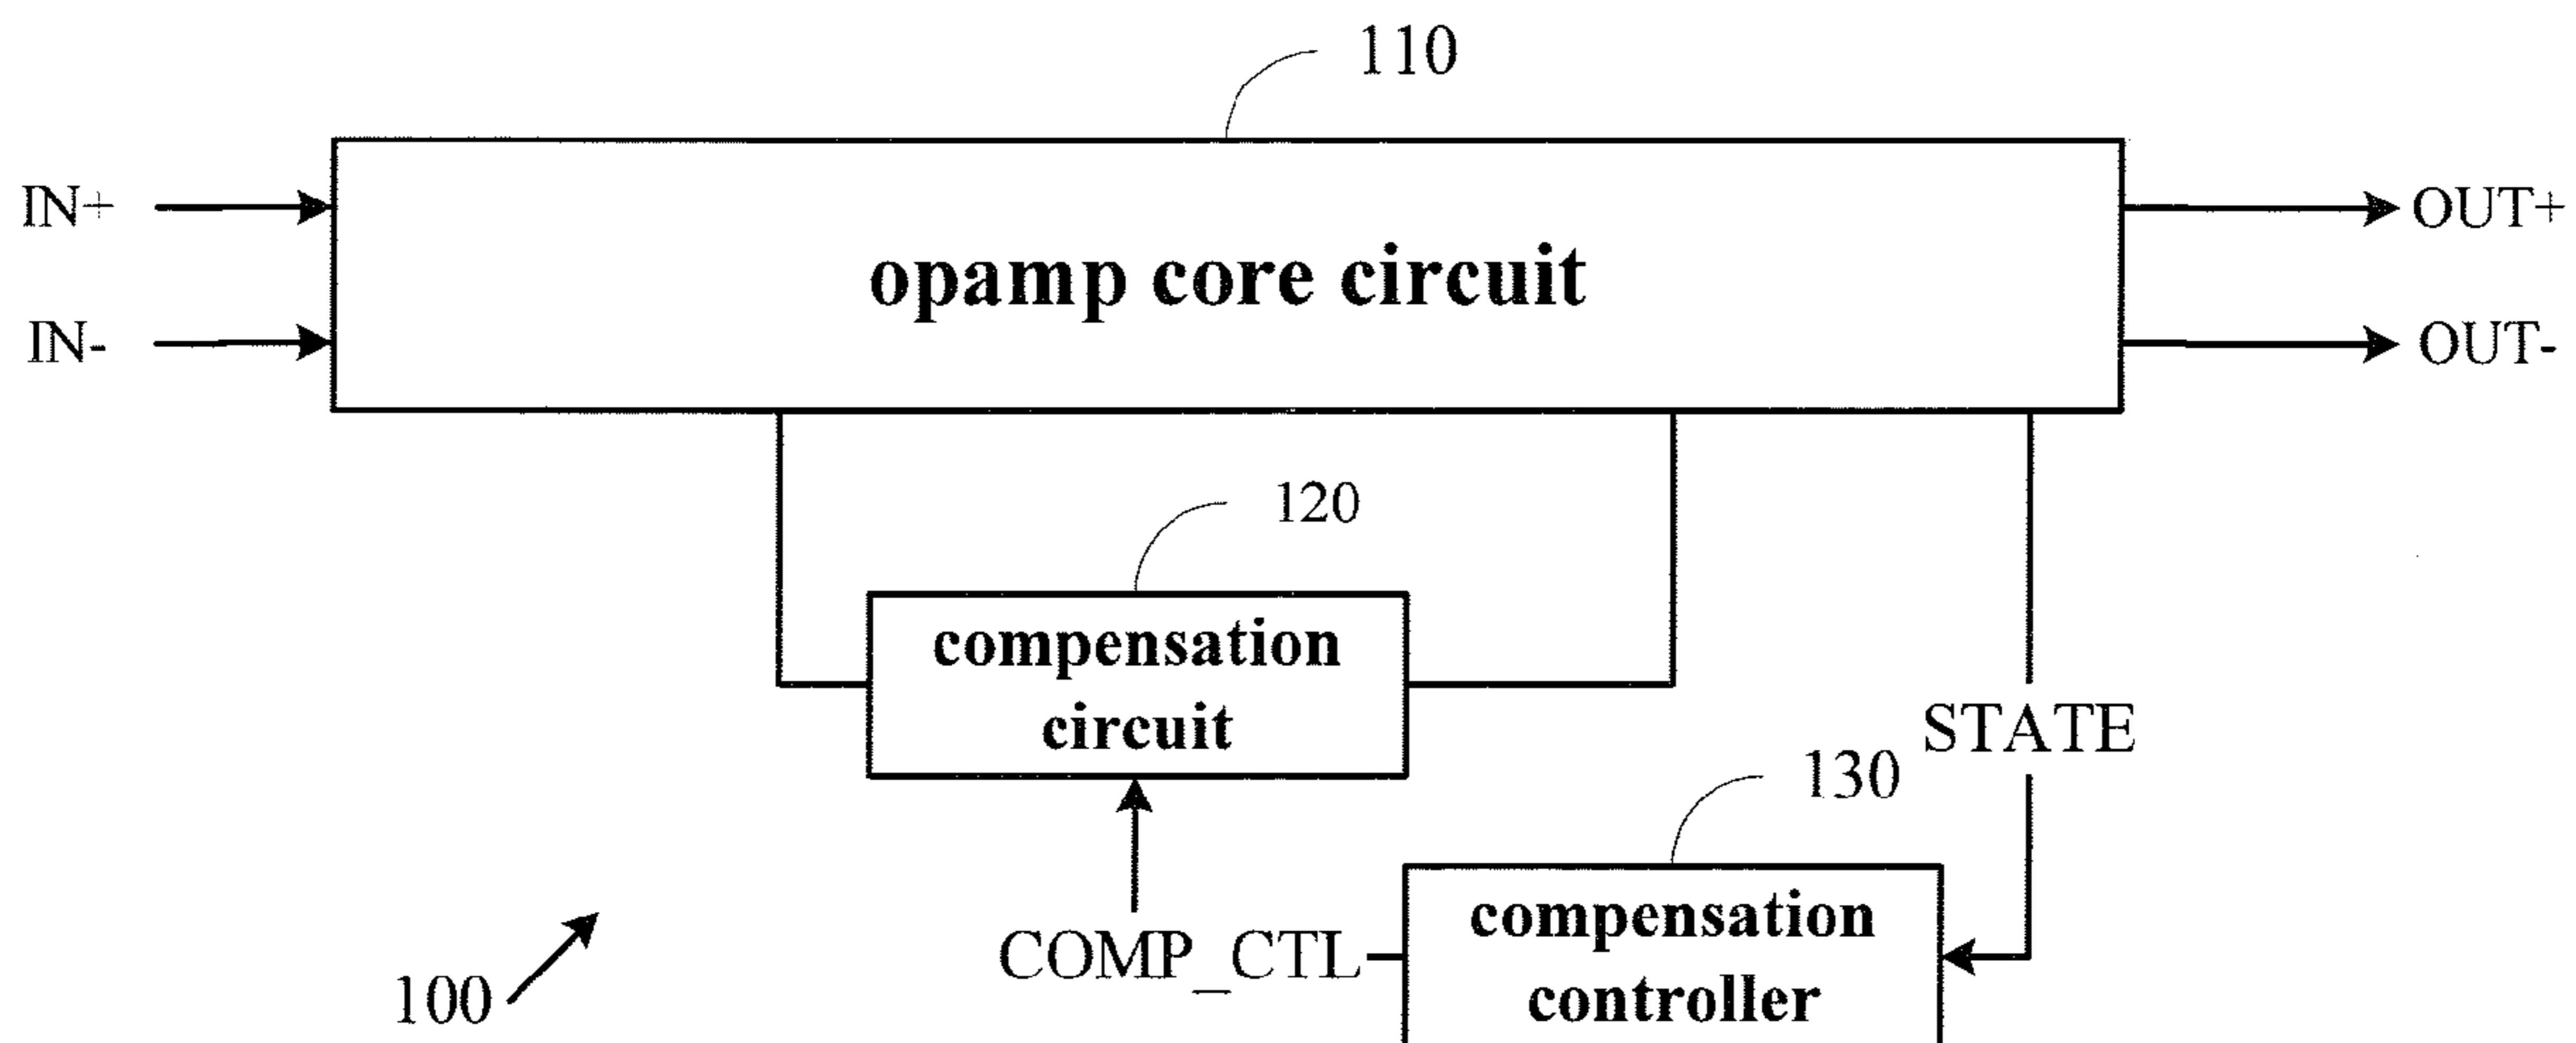 110
IN+
OUT+
opamp core circuit
IN-
OUT-
120
compensation
circuit
STATE
130
compensation
controller
COMP_CTL
100